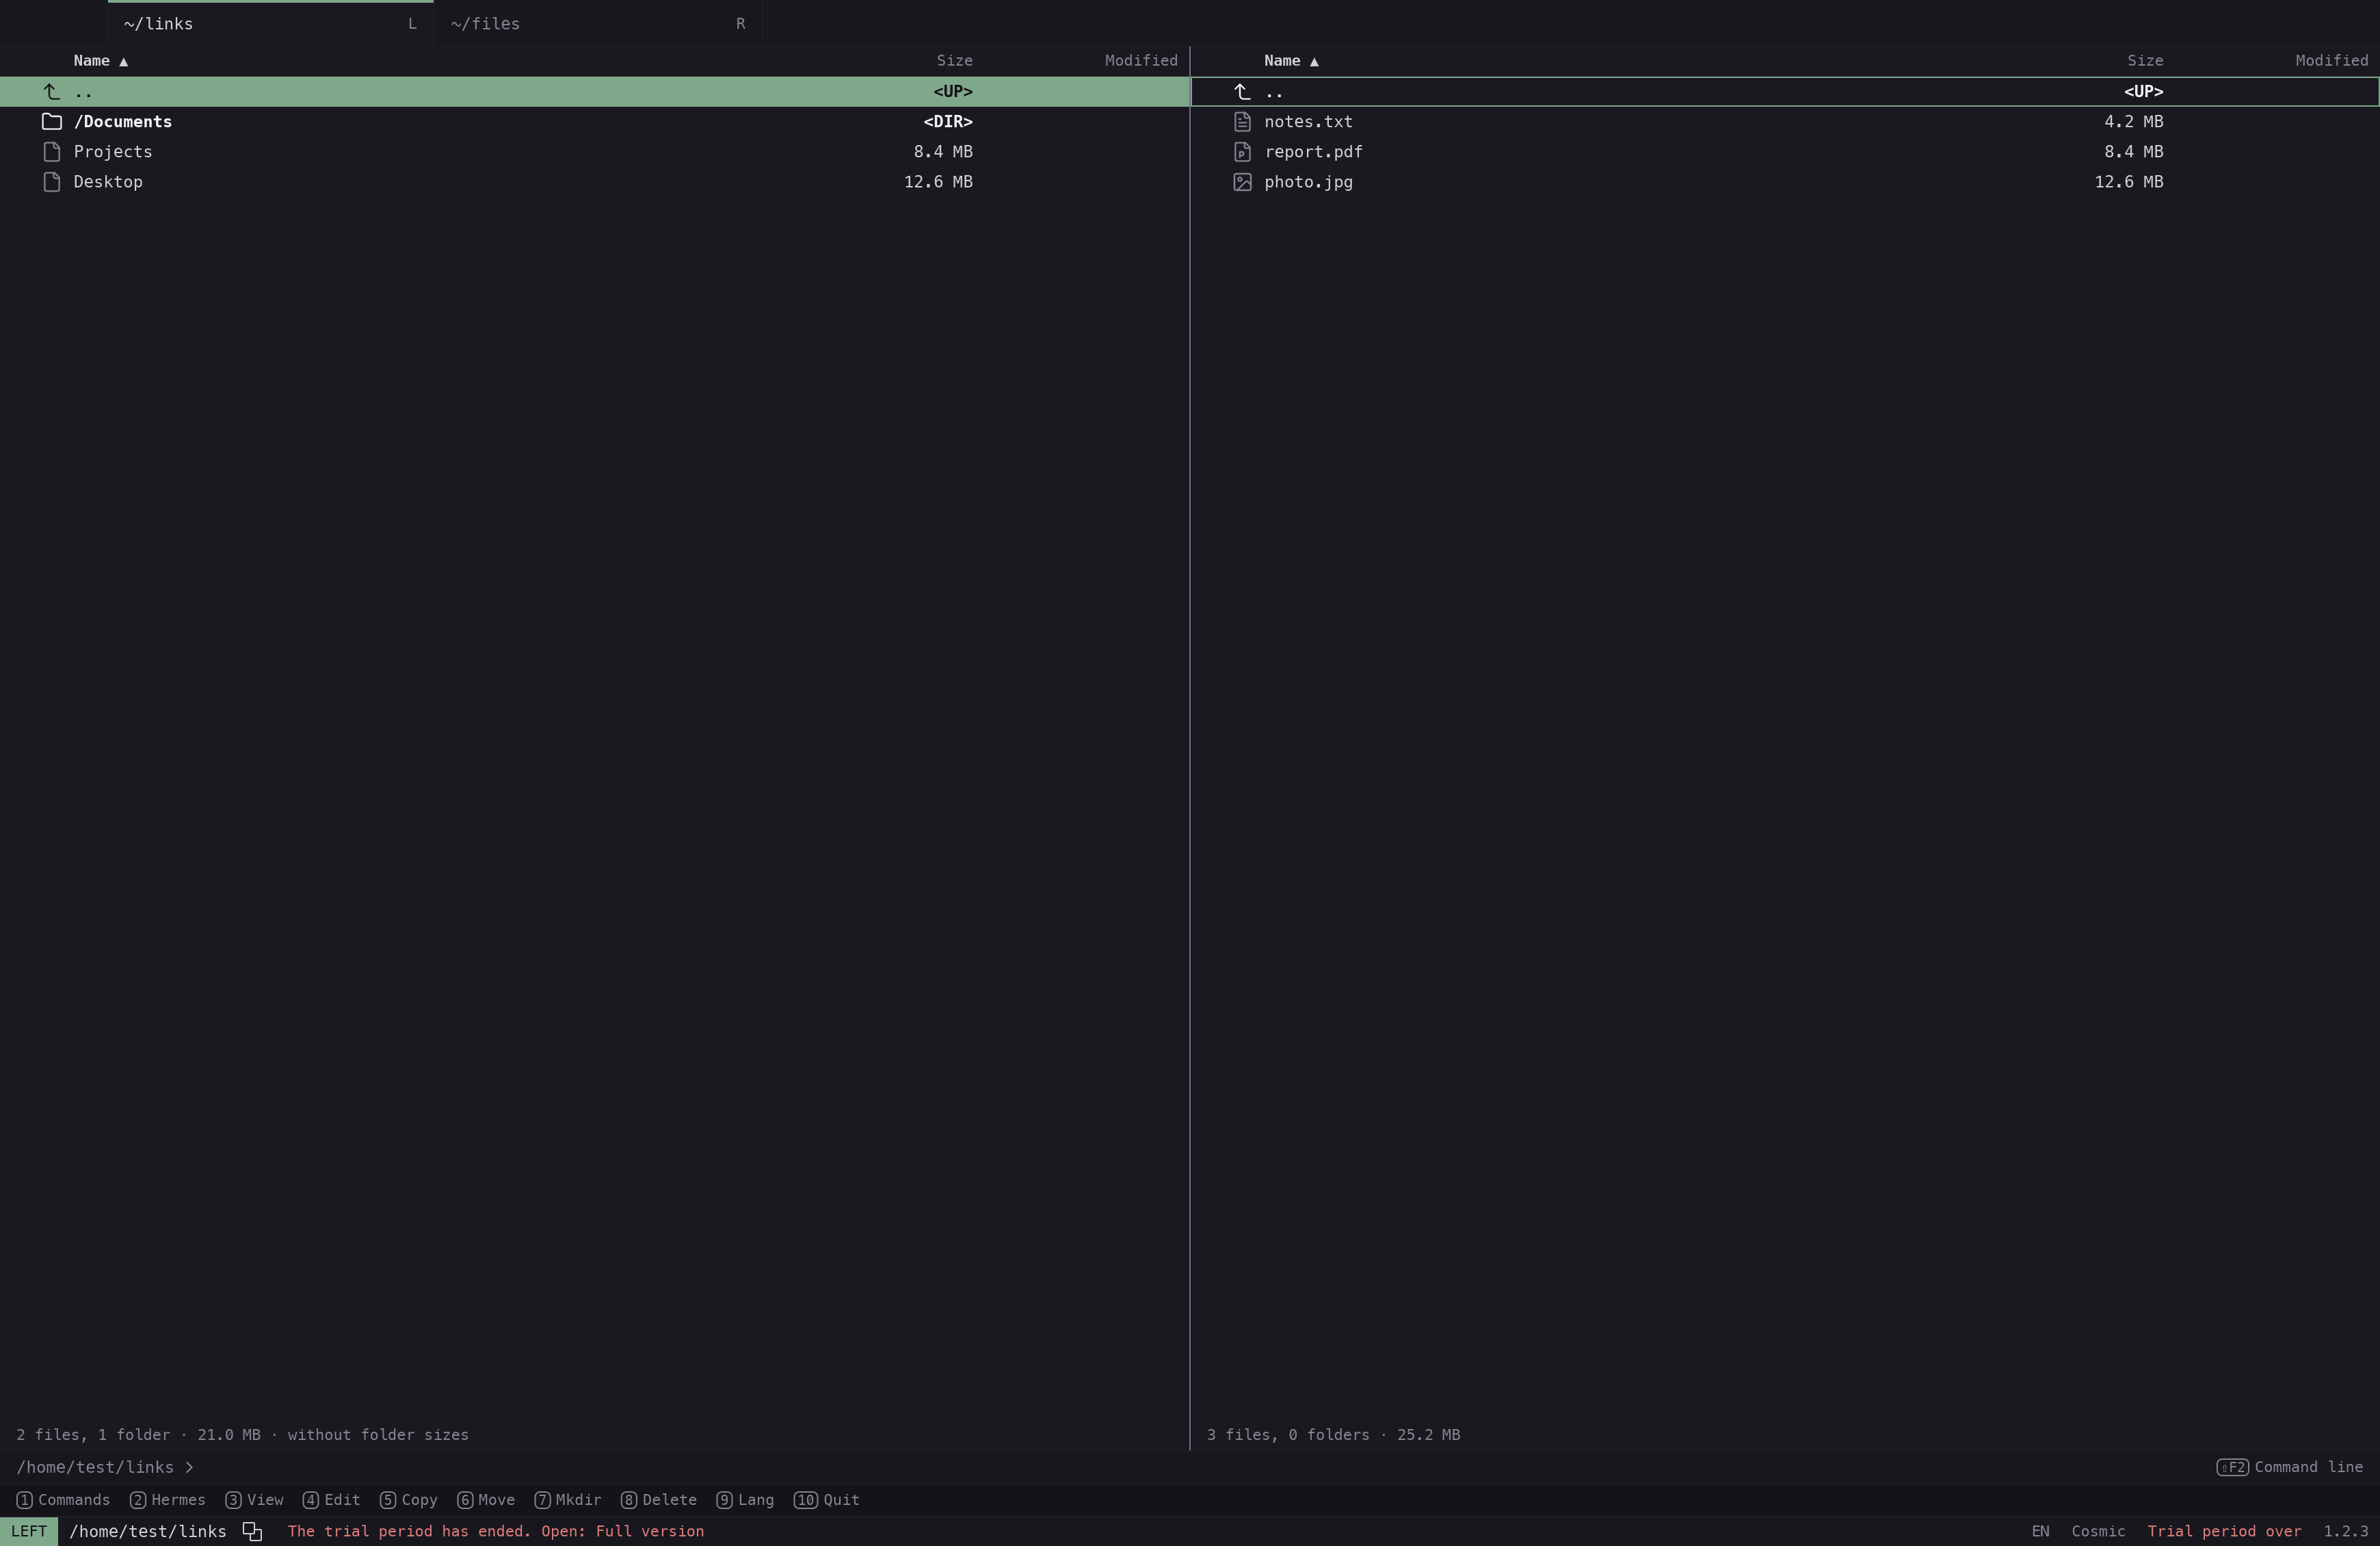 ~/links L ~/files R
Name ▲ Size Modified Name ▲ Size Modified
.. <UP> .. <UP>
/Documents <DIR> notes.txt 4.2 MB
Projects 8.4 MB report.pdf 8.4 MB
Desktop 12.6 MB photo.jpg 12.6 MB
2 files, 1 folder · 21.0 MB · without folder sizes 3 files, 0 folders · 25.2 MB
/home/test/links > ⇧F2 Command line
1 Commands 2 Hermes 3 View 4 Edit 5 Copy 6 Move 7 Mkdir 8 Delete 9 Lang 10 Quit
LEFT /home/test/links The trial period has ended. Open: Full version EN Cosmic Trial period over 1.2.3